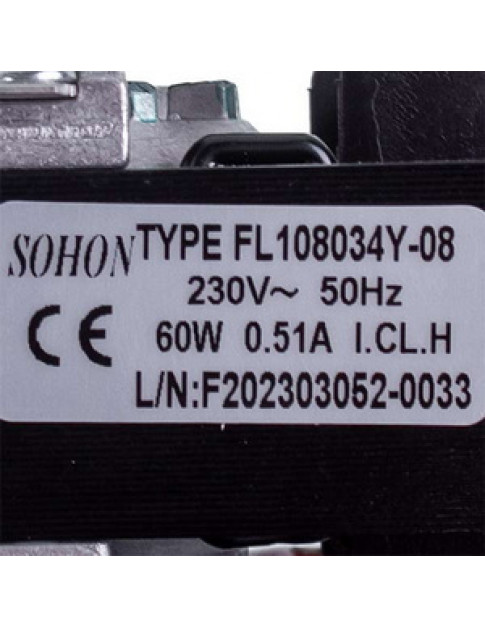 SOHON TYPE FL108034Y-08
230V~ 50Hz
CE 60W 0.51A I.CL.H
L/N:F202303052-0033